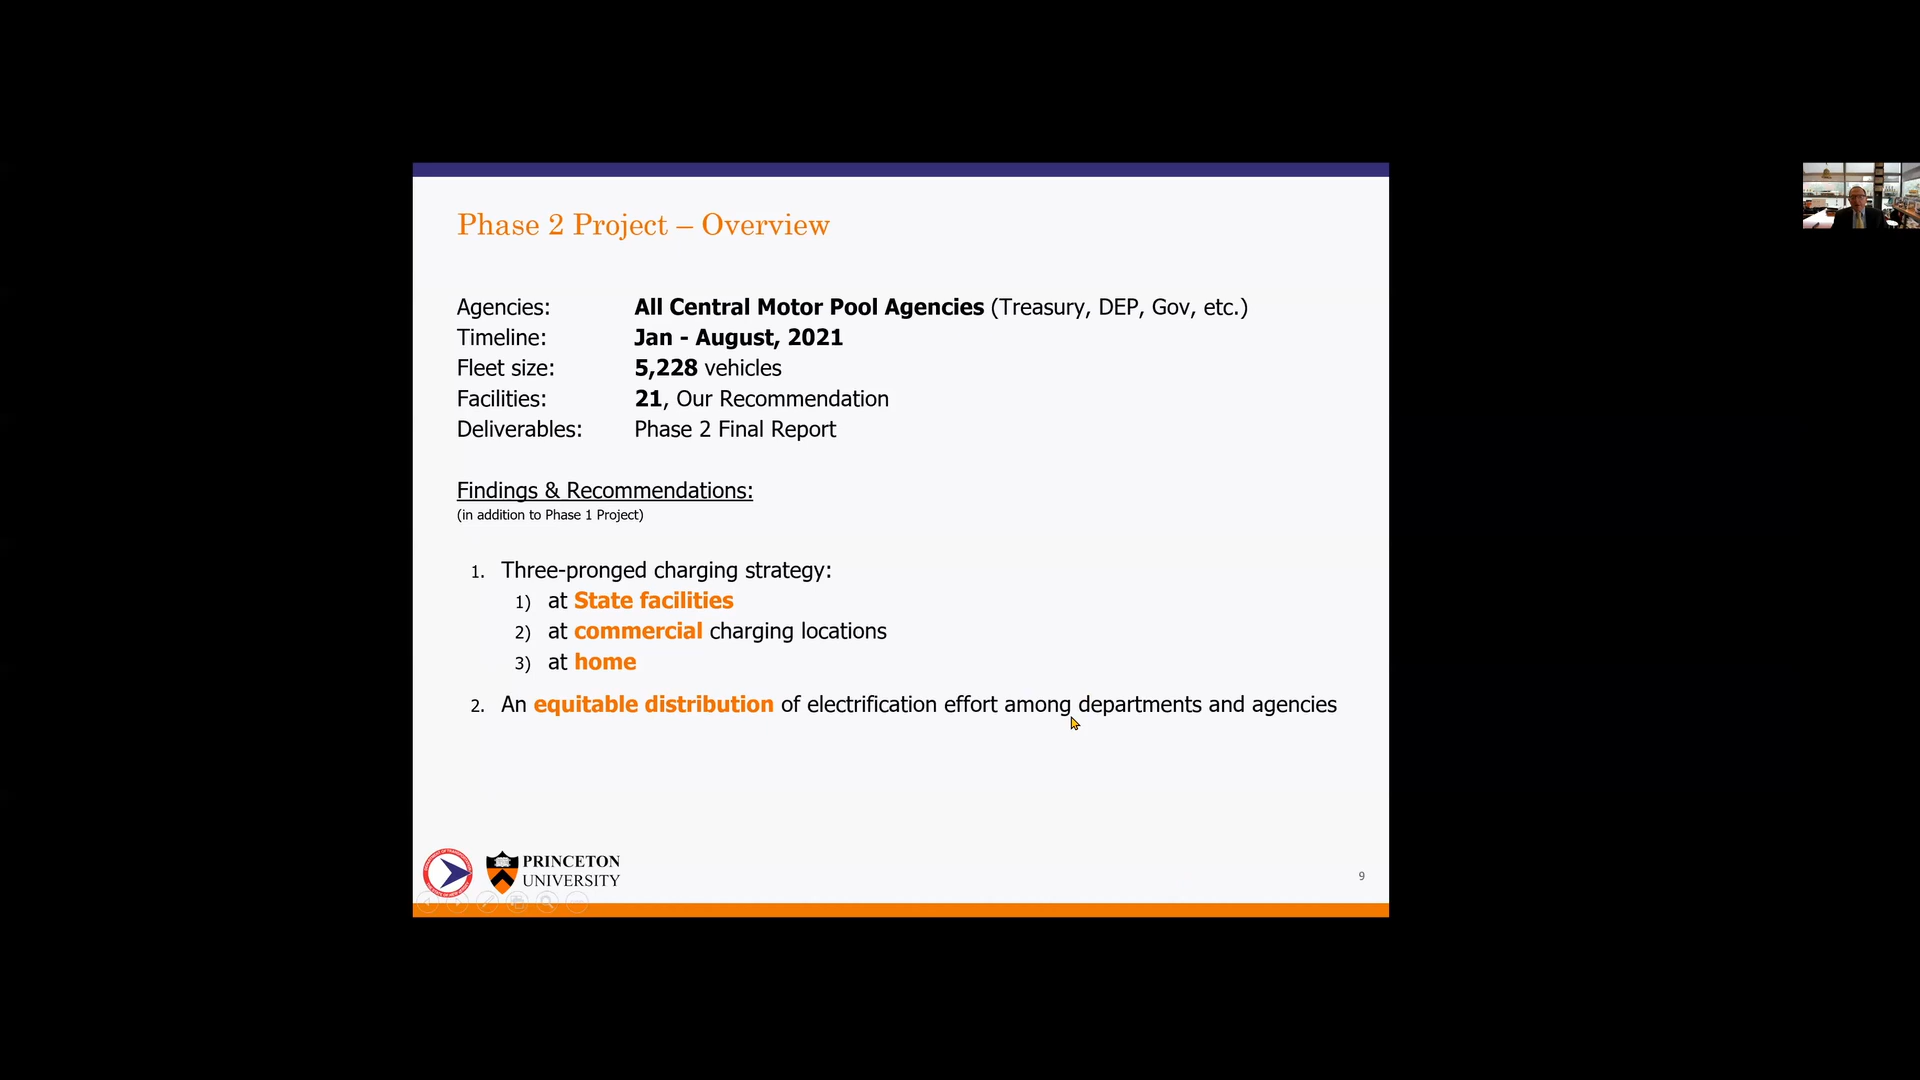 Phase 2 Project – Overview
Agencies: All Central Motor Pool Agencies (Treasury, DEP, Gov, etc.)
Timeline: Jan - August, 2021
Fleet size: 5,228 vehicles
Facilities: 21, Our Recommendation
Deliverables: Phase 2 Final Report
Findings & Recommendations:
(in addition to Phase 1 Project)
1. Three-pronged charging strategy:
1) at State facilities
2) at commercial charging locations
3) at home
2. An equitable distribution of electrification effort among departments and agencies
PRINCETON
UNIVERSITY
9